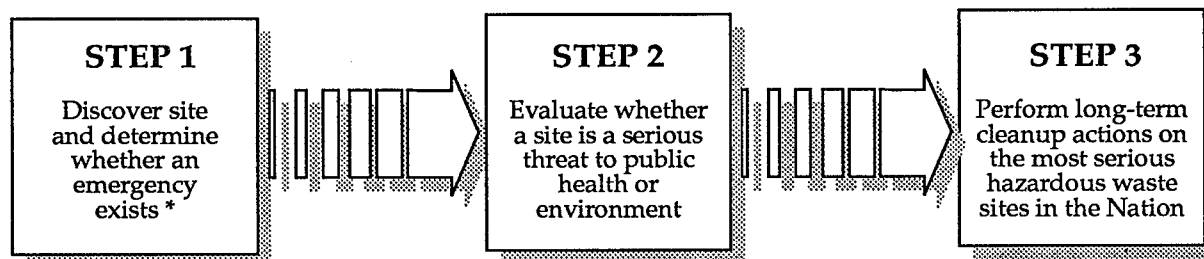 STEP 1
Discover site
and determine
whether an
emergency
exists *
STEP 2
Evaluate whether
a site is a serious
threat to public
health or
environment
STEP 3
Perform long-term
cleanup actions on
the most serious
hazardous waste
sites in the Nation